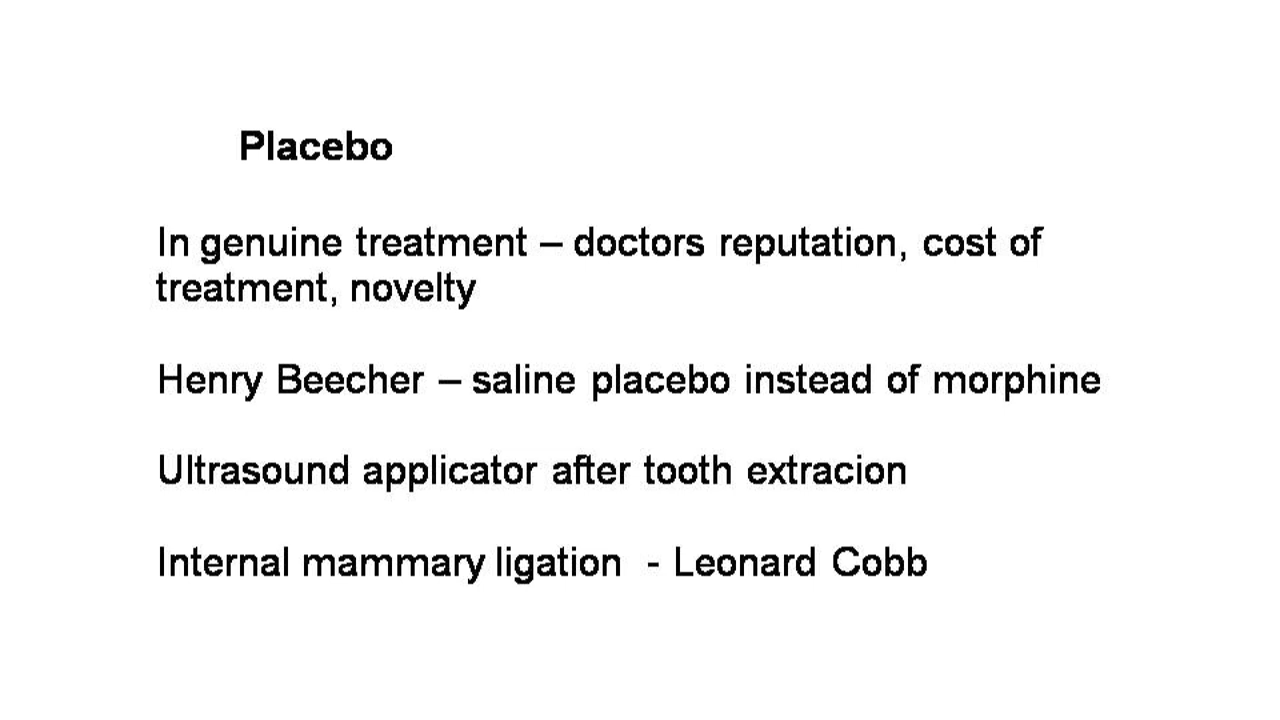 Placebo
In genuine treatment – doctors reputation, cost of
treatment, novelty
Henry Beecher – saline placebo instead of morphine
Ultrasound applicator after tooth extracion
Internal mammary ligation  - Leonard Cobb